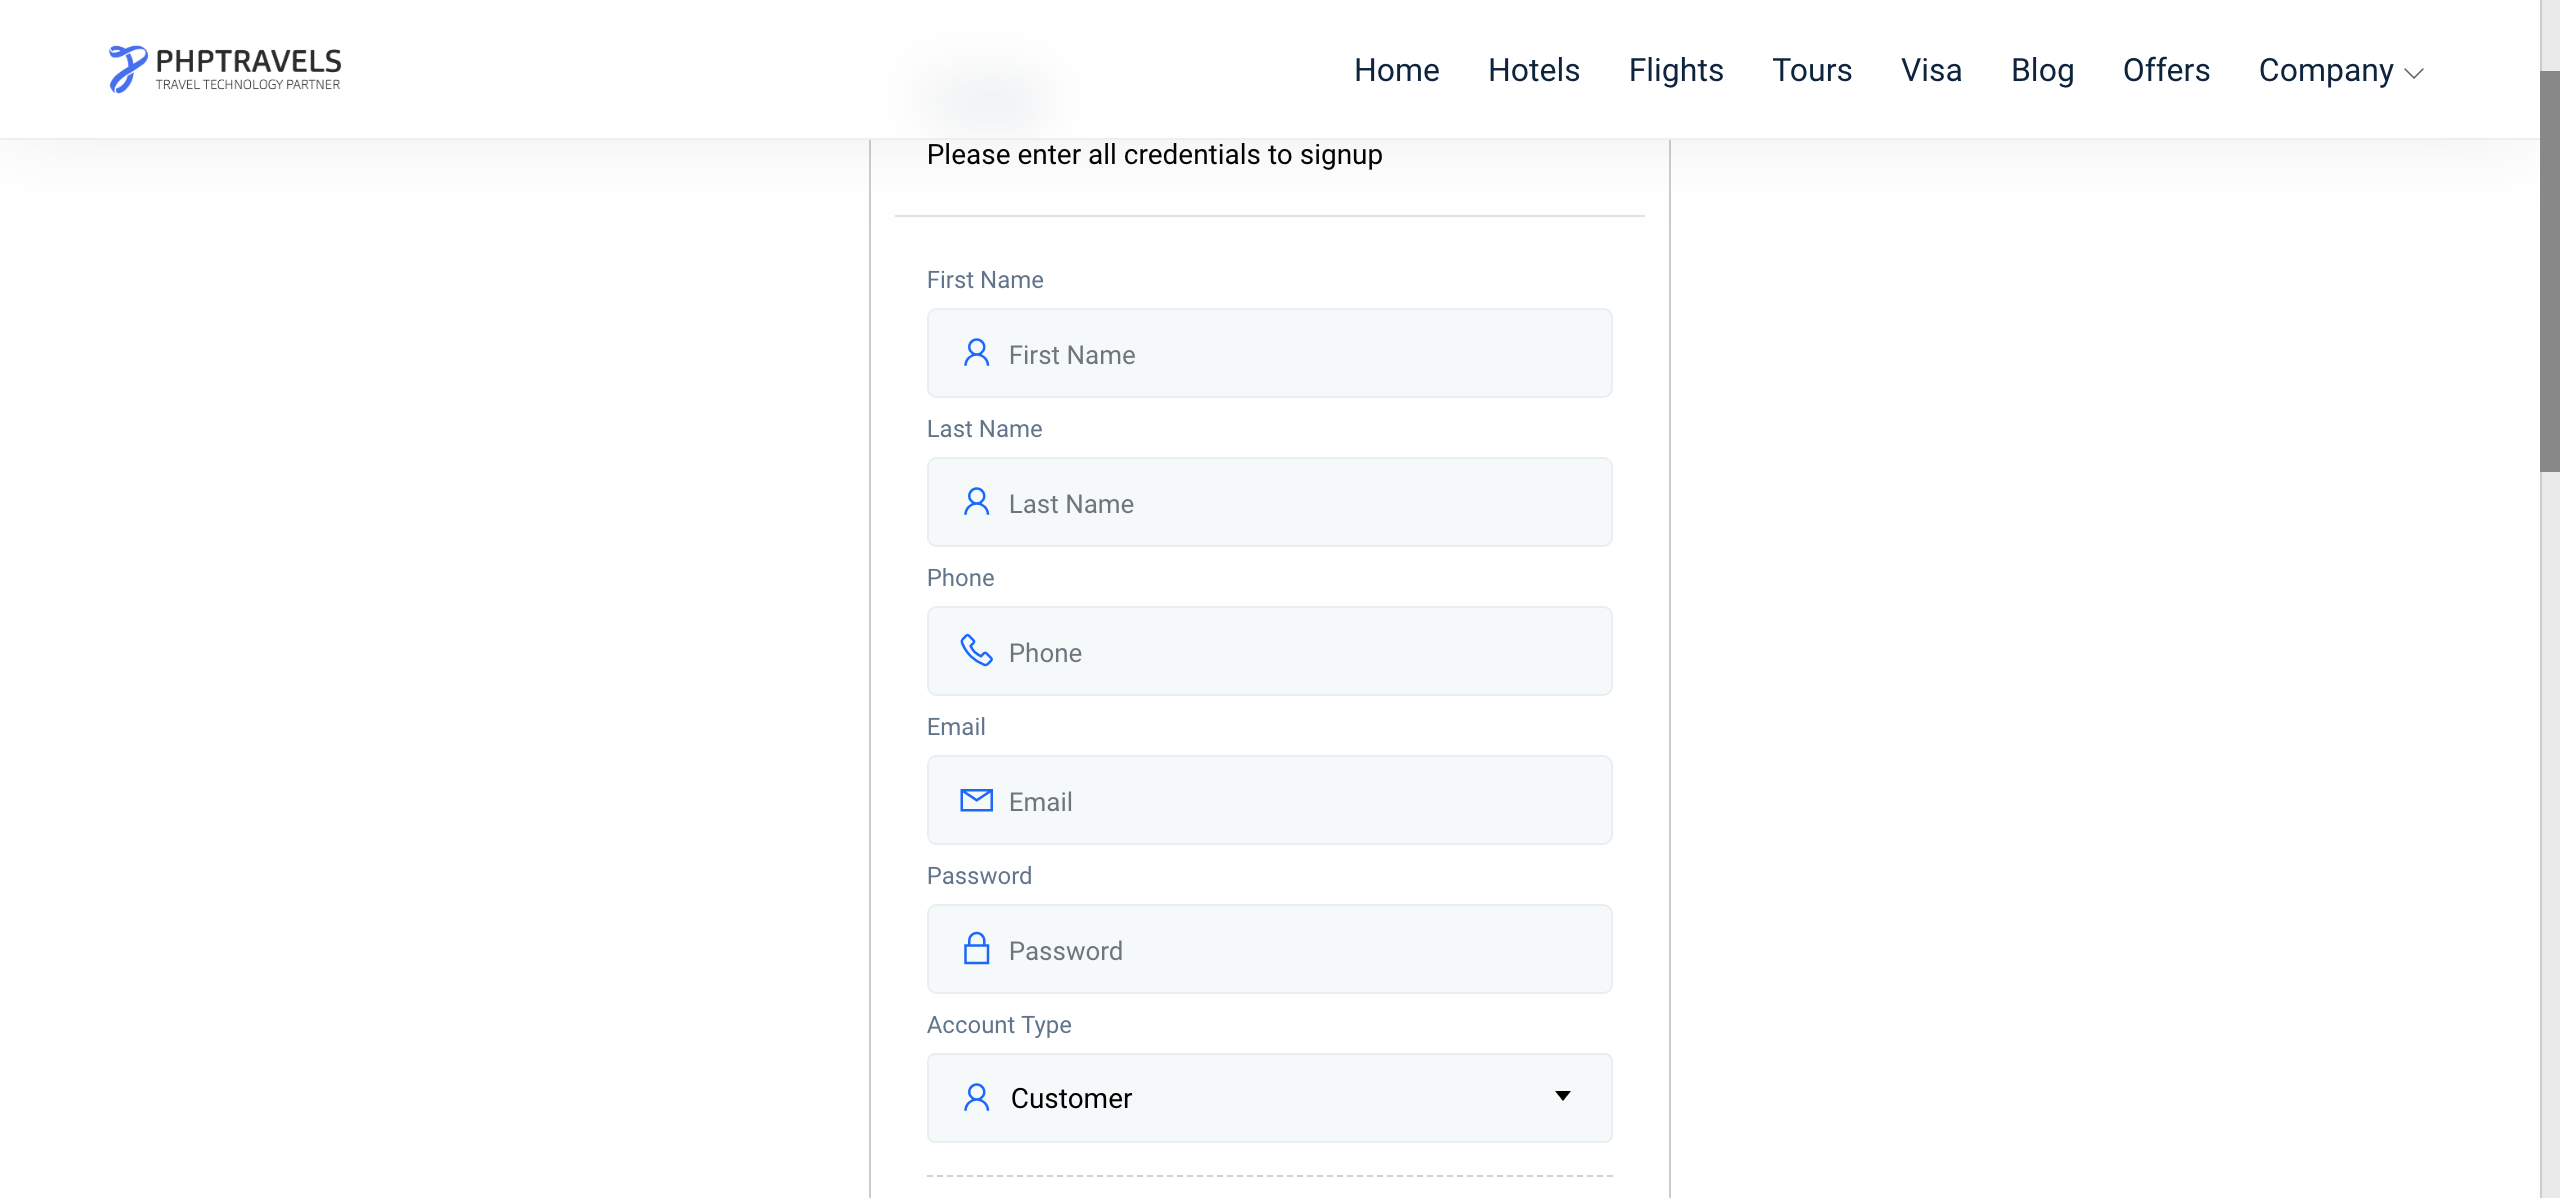 PHPTRAVELS
TRAVEL TECHNOLOGY PARTNER
Home Hotels Flights Tours Visa Blog Offers Company
Please enter all credentials to signup
First Name
First Name
Last Name
Last Name
Phone
Phone
Email
Email
Password
Password
Account Type
Customer